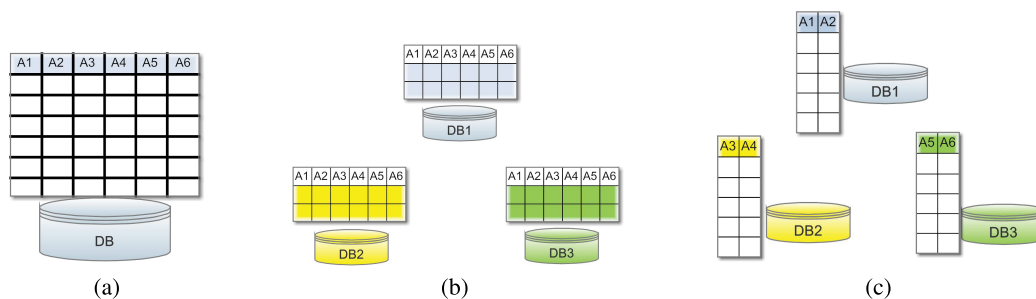 A1 A2 A3 A4 A5 A6
DB
(a)
A1 A2 A3 A4 A5 A6
DB1
A1 A2 A3 A4 A5 A6
DB2
A1 A2 A3 A4 A5 A6
DB3
(b)
A1 A2
DB1
A3 A4
DB2
A5 A6
DB3
(c)